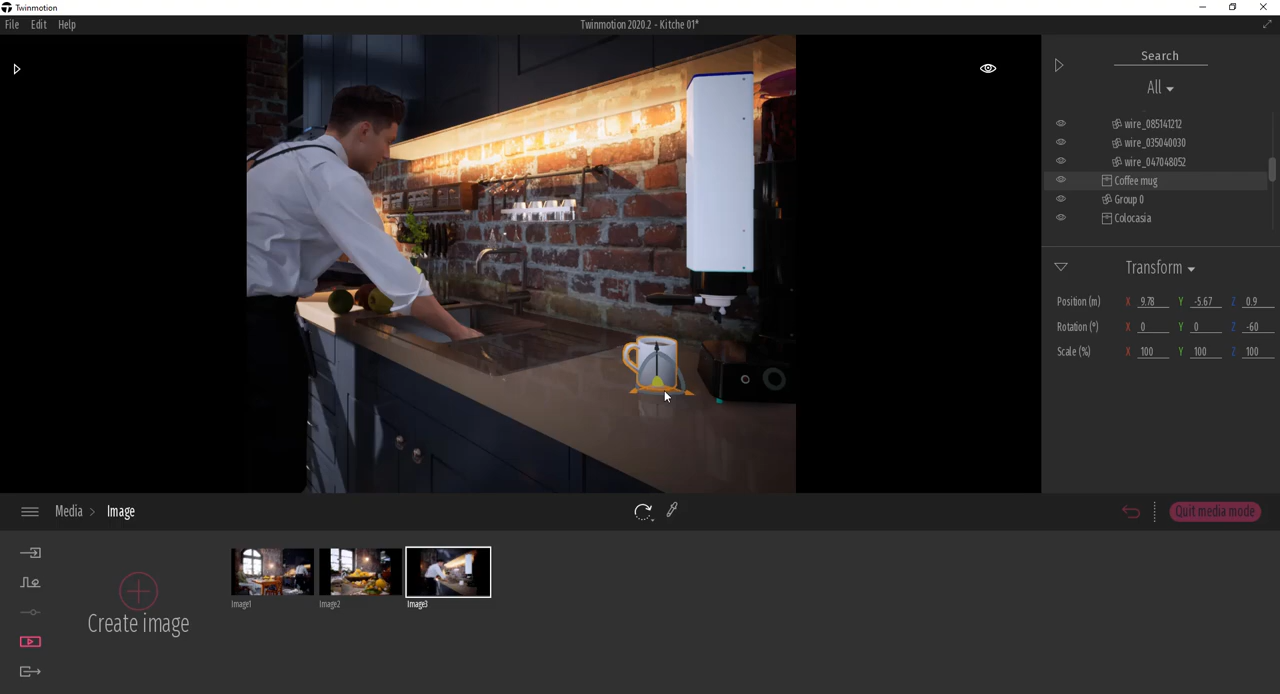 Twinmotion
File Edit Help
Twinmotion 2020.2 - Kitche 01*
Search
All
wire_085141212
wire_035040030
wire_047048052
Coffee mug
Group 0
Colocasia
Transform
Position (m) X 9.78 Y -5.67 Z 0.9
Rotation (°) X 0 Y 0 Z -60
Scale (%) X 100 Y 100 Z 100
Media > Image
Quit media mode
Create image
Image1 Image2 Image3